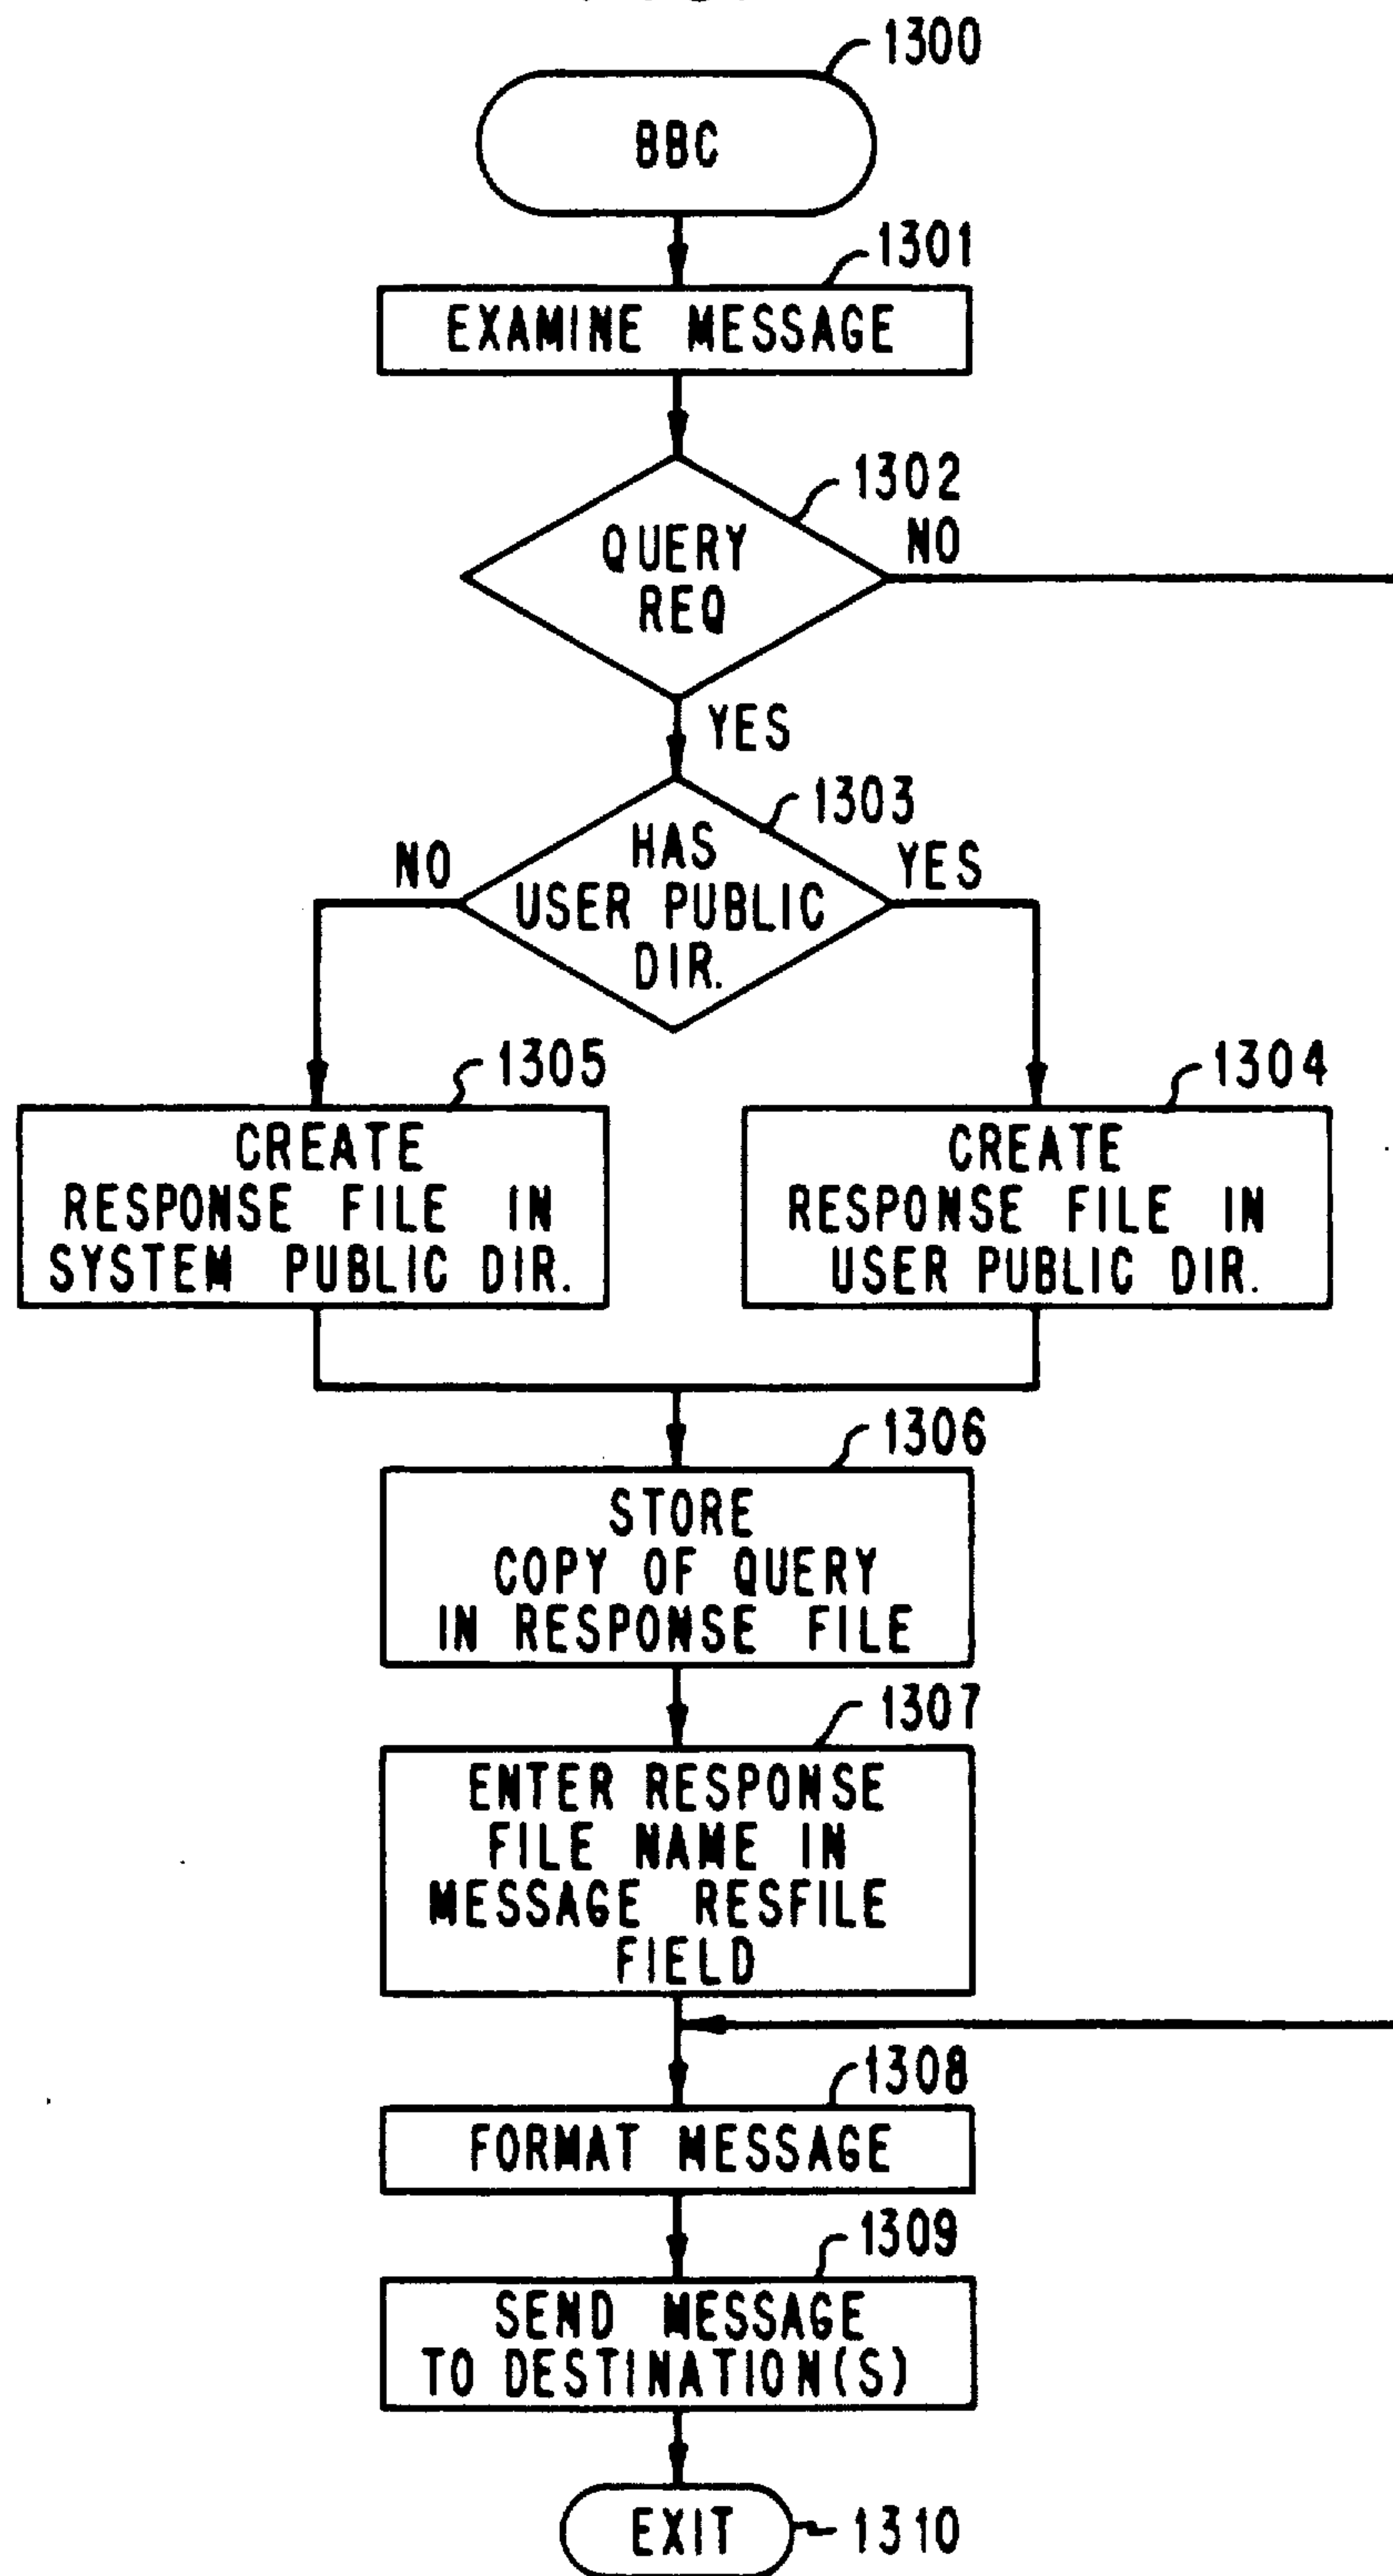 1300
BBC
1301
EXAMINE MESSAGE
1302
QUERY
REQ
NO
YES
1303
HAS
USER PUBLIC
DIR.
NO
YES
1305
CREATE
RESPONSE FILE IN
SYSTEM PUBLIC DIR.
1304
CREATE
RESPONSE FILE IN
USER PUBLIC DIR.
1306
STORE
COPY OF QUERY
IN RESPONSE FILE
1307
ENTER RESPONSE
FILE NAME IN
MESSAGE RESFILE
FIELD
1308
FORMAT MESSAGE
1309
SEND MESSAGE
TO DESTINATION(S)
EXIT
1310